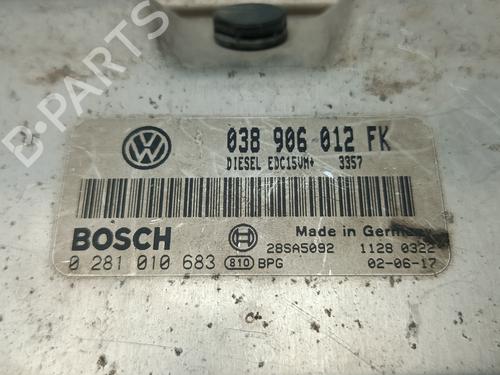 038 906 012 FK
DIESEL EDC15VM+ 3357
BOSCH
Made in Germany
28SA5092 1128 0322
0 281 010 683 810 BPG 02-06-17